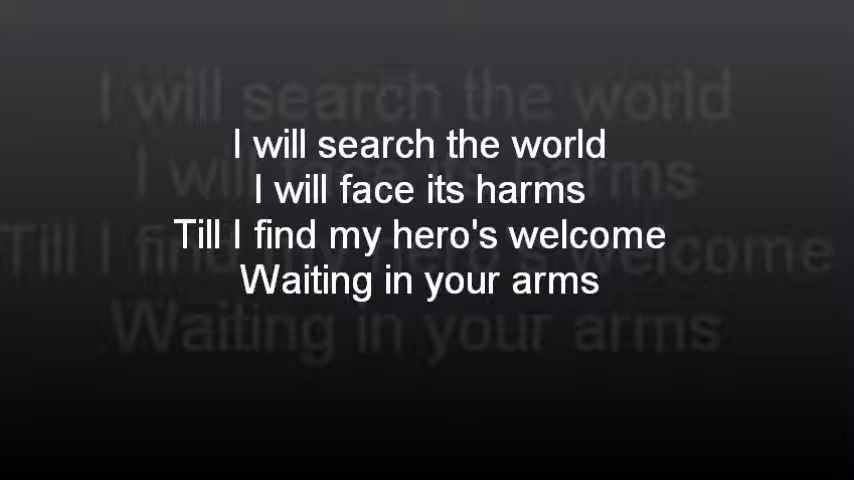 I will search the world
I will face its harms
Till I find my hero's welcome
Waiting in your arms